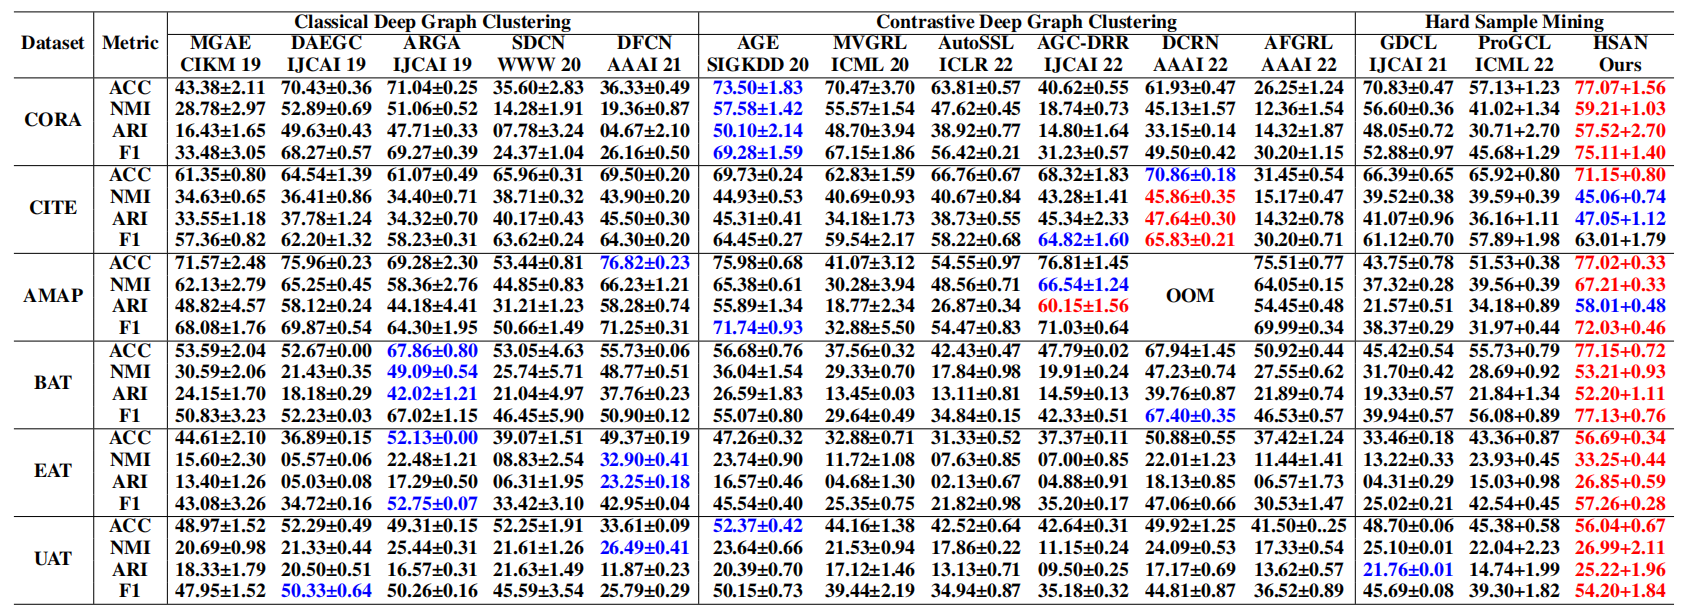 Dataset Metric Classical Deep Graph Clustering Contrastive Deep Graph Clustering Hard Sample Mining
MGAE DAEGC ARGA SDCN DFCN AGE MVGRL AutoSSL AGC-DRR DCRN AFGRL GDCL ProGCL HSAN
CIKM 19 IJCAI 19 IJCAI 19 WWW 20 AAAI 21 SIGKDD 20 ICML 20 ICLR 22 IJCAI 22 AAAI 22 AAAI 22 IJCAI 21 ICML 22 Ours
CORA
ACC 43.38±2.11 70.43±0.36 71.04±0.25 35.60±2.83 36.33±0.49 73.50±1.83 70.47±3.70 63.81±0.57 40.62±0.55 61.93±0.47 26.25±1.24 70.83±0.47 57.13+1.23 77.07+1.56
NMI 28.78±2.97 52.89±0.69 51.06±0.52 14.28±1.91 19.36±0.87 57.58±1.42 55.57±1.54 47.62±0.45 18.74±0.73 45.13±1.57 12.36±1.54 56.60±0.36 41.02+1.34 59.21+1.03
ARI 16.43±1.65 49.63±0.43 47.71±0.33 07.78±3.24 04.67±2.10 50.10±2.14 48.70±3.94 38.92±0.77 14.80±1.64 33.15±0.14 14.32±1.87 48.05±0.72 30.71+2.70 57.52+2.70
F1 33.48±3.05 68.27±0.57 69.27±0.39 24.37±1.04 26.16±0.50 69.28±1.59 67.15±1.86 56.42±0.21 31.23±0.57 49.50±0.42 30.20±1.15 52.88±0.97 45.68+1.29 75.11+1.40
CITE
ACC 61.35±0.80 64.54±1.39 61.07±0.49 65.96±0.31 69.50±0.20 69.73±0.24 62.83±1.59 66.76±0.67 68.32±1.83 70.86±0.18 31.45±0.54 66.39±0.65 65.92+0.80 71.15+0.80
NMI 34.63±0.65 36.41±0.86 34.40±0.71 38.71±0.32 43.90±0.20 44.93±0.53 40.69±0.93 40.67±0.84 43.28±1.41 45.86±0.35 15.17±0.47 39.52±0.38 39.59+0.39 45.06+0.74
ARI 33.55±1.18 37.78±1.24 34.32±0.70 40.17±0.43 45.50±0.30 45.31±0.41 34.18±1.73 38.73±0.55 45.34±2.33 47.64±0.30 14.32±0.78 41.07±0.96 36.16+1.11 47.05+1.12
F1 57.36±0.82 62.20±1.32 58.23±0.31 63.62±0.24 64.30±0.20 64.45±0.27 59.54±2.17 58.22±0.68 64.82±1.60 65.83±0.21 30.20±0.71 61.12±0.70 57.89+1.98 63.01+1.79
AMAP
ACC 71.57±2.48 75.96±0.23 69.28±2.30 53.44±0.81 76.82±0.23 75.98±0.68 41.07±3.12 54.55±0.97 76.81±1.45 OOM 75.51±0.77 43.75±0.78 51.53+0.38 77.02+0.33
NMI 62.13±2.79 65.25±0.45 58.36±2.76 44.85±0.83 66.23±1.21 65.38±0.61 30.28±3.94 48.56±0.71 66.54±1.24 64.05±0.15 37.32±0.28 39.56+0.39 67.21+0.33
ARI 48.82±4.57 58.12±0.24 44.18±4.41 31.21±1.23 58.28±0.74 55.89±1.34 18.77±2.34 26.87±0.34 60.15±1.56 54.45±0.48 21.57±0.51 34.18+0.89 58.01+0.48
F1 68.08±1.76 69.87±0.54 64.30±1.95 50.66±1.49 71.25±0.31 71.74±0.93 32.88±5.50 54.47±0.83 71.03±0.64 69.99±0.34 38.37±0.29 31.97+0.44 72.03+0.46
BAT
ACC 53.59±2.04 52.67±0.00 67.86±0.80 53.05±4.63 55.73±0.06 56.68±0.76 37.56±0.32 42.43±0.47 47.79±0.02 67.94±1.45 50.92±0.44 45.42±0.54 55.73+0.79 77.15+0.72
NMI 30.59±2.06 21.43±0.35 49.09±0.54 25.74±5.71 48.77±0.51 36.04±1.54 29.33±0.70 17.84±0.98 19.91±0.24 47.23±0.74 27.55±0.62 31.70±0.42 28.69+0.92 53.21+0.93
ARI 24.15±1.70 18.18±0.29 42.02±1.21 21.04±4.97 37.76±0.23 26.59±1.83 13.45±0.03 13.11±0.81 14.59±0.13 39.76±0.87 21.89±0.74 19.33±0.57 21.84+1.34 52.20+1.11
F1 50.83±3.23 52.23±0.03 67.02±1.15 46.45±5.90 50.90±0.12 55.07±0.80 29.64±0.49 34.84±0.15 42.33±0.51 67.40±0.35 46.53±0.57 39.94±0.57 56.08+0.89 77.13+0.76
EAT
ACC 44.61±2.10 36.89±0.15 52.13±0.00 39.07±1.51 49.37±0.19 47.26±0.32 32.88±0.71 31.33±0.52 37.37±0.11 50.88±0.55 37.42±1.24 33.46±0.18 43.36+0.87 56.69+0.34
NMI 15.60±2.30 05.57±0.06 22.48±1.21 08.83±2.54 32.90±0.41 23.74±0.90 11.72±1.08 07.63±0.85 07.00±0.85 22.01±1.23 11.44±1.41 13.22±0.33 23.93+0.45 33.25+0.44
ARI 13.40±1.26 05.03±0.08 17.29±0.50 06.31±1.95 23.25±0.18 16.57±0.46 04.68±1.30 02.13±0.67 04.88±0.91 18.13±0.85 06.57±1.73 04.31±0.29 15.03+0.98 26.85+0.59
F1 43.08±3.26 34.72±0.16 52.75±0.07 33.42±3.10 42.95±0.04 45.54±0.40 25.35±0.75 21.82±0.98 35.20±0.17 47.06±0.66 30.53±1.47 25.02±0.21 42.54+0.45 57.26+0.28
UAT
ACC 48.97±1.52 52.29±0.49 49.31±0.15 52.25±1.91 33.61±0.09 52.37±0.42 44.16±1.38 42.52±0.64 42.64±0.31 49.92±1.25 41.50±0.25 48.70±0.06 45.38+0.58 56.04+0.67
NMI 20.69±0.98 21.33±0.44 25.44±0.31 21.61±1.26 26.49±0.41 23.64±0.66 21.53±0.94 17.86±0.22 11.15±0.24 24.09±0.53 17.33±0.54 25.10±0.01 22.04+2.23 26.99+2.11
ARI 18.33±1.79 20.50±0.51 16.57±0.31 21.63±1.49 11.87±0.23 20.39±0.70 17.12±1.46 13.13±0.71 09.50±0.25 17.17±0.69 13.62±0.57 21.76±0.01 14.74+1.99 25.22+1.96
F1 47.95±1.52 50.33±0.64 50.26±0.16 45.59±3.54 25.79±0.29 50.15±0.73 39.44±2.19 34.94±0.87 35.18±0.32 44.81±0.87 36.52±0.89 45.69±0.08 39.30+1.82 54.20+1.84